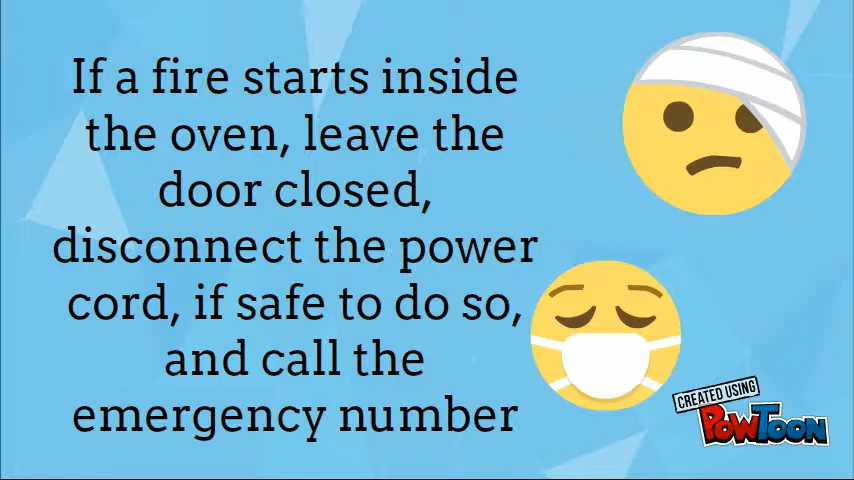 If a fire starts inside
the oven, leave the
door closed,
disconnect the power
cord, if safe to do so,
and call the
emergency number
CREATED USING
POWTOON